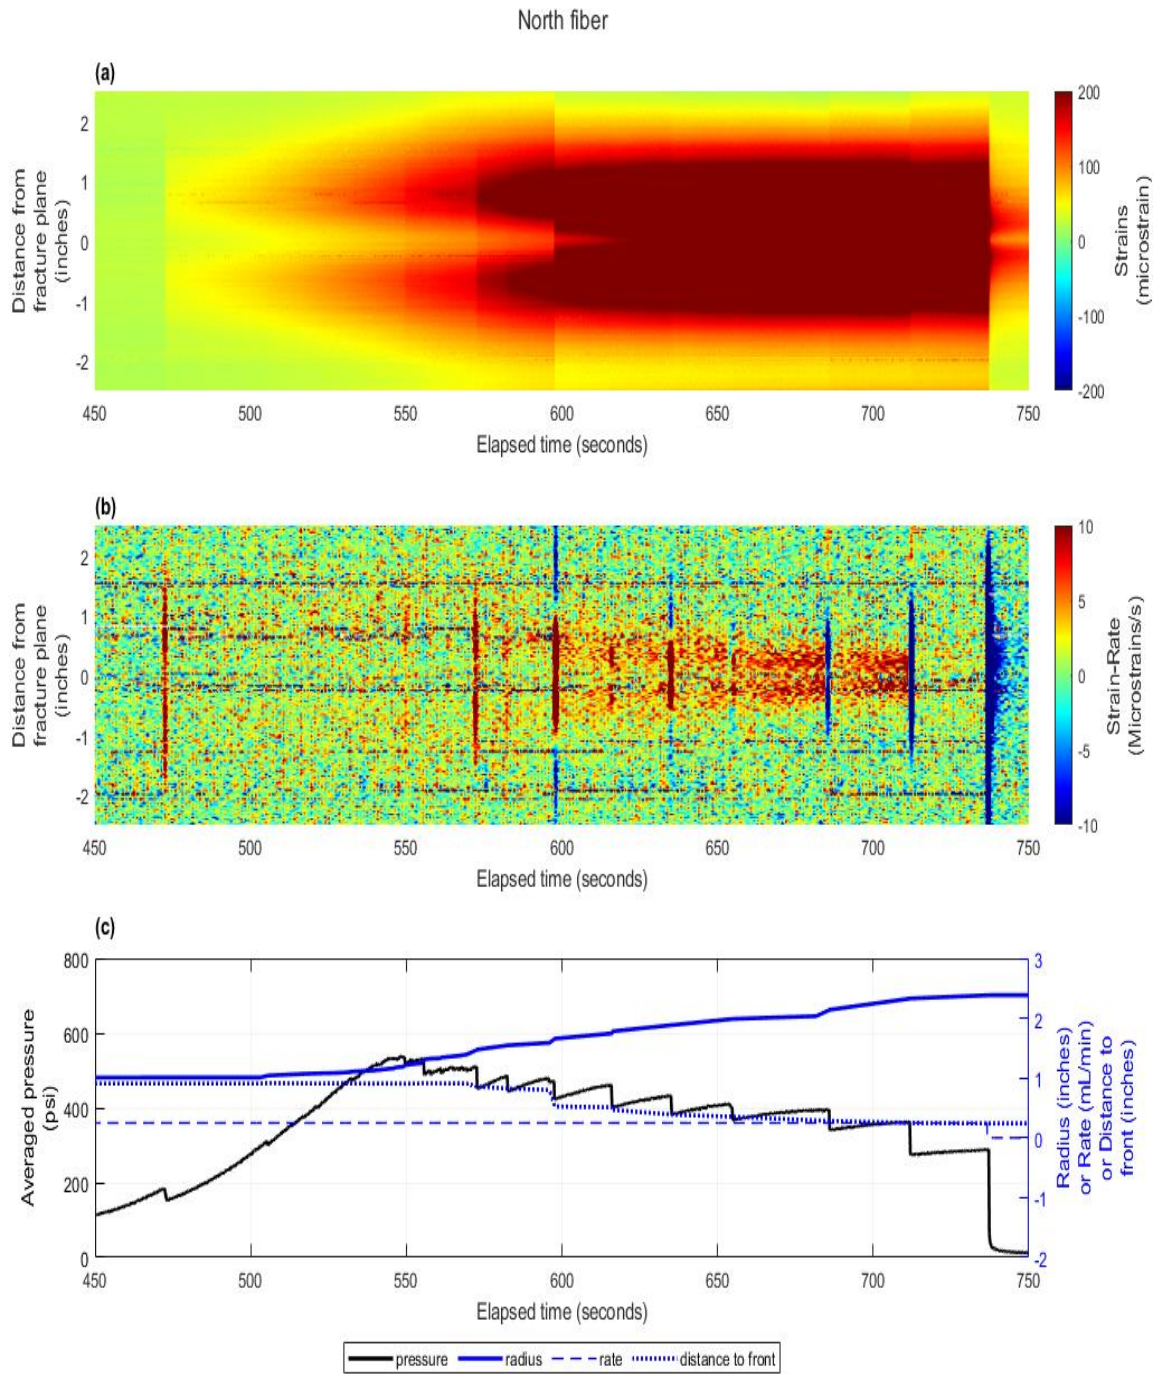 North fiber
(a)
Distance from
fracture plane
(inches)
2
1
0
-1
-2
450 500 550 600 650 700 750
Elapsed time (seconds)
200
100
0
-100
-200
Strains
(microstrain)
(b)
Distance from
fracture plane
(inches)
2
1
0
-1
-2
450 500 550 600 650 700 750
Elapsed time (seconds)
10
5
0
-5
-10
Strain-Rate
(Microstrains/s)
(c)
Averaged pressure
(psi)
800
600
400
200
0
450 500 550 600 650 700 750
Elapsed time (seconds)
3
2
1
0
-1
-2
Radius (inches)
or Rate (mL/min)
or Distance to
front (inches)
pressure radius rate distance to front